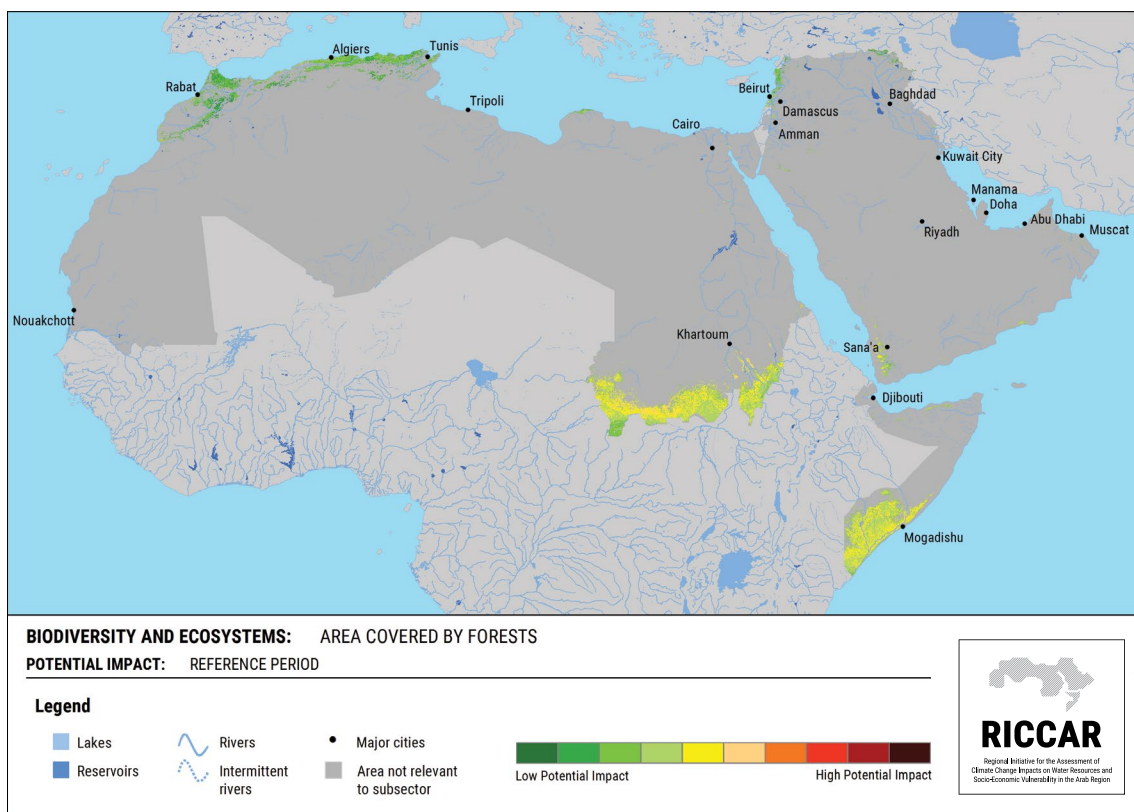 Algiers
Tunis
Rabat
Tripoli
Beirut
Damascus
Baghdad
Amman
Cairo
Kuwait City
Manama
Doha
Abu Dhabi
Muscat
Riyadh
Nouakchott
Khartoum
Sana'a
Djibouti
Mogadishu
BIODIVERSITY AND ECOSYSTEMS: AREA COVERED BY FORESTS
POTENTIAL IMPACT: REFERENCE PERIOD
Legend
Lakes
Reservoirs
Rivers
Intermittent
rivers
Major cities
Area not relevant
to subsector
Low Potential Impact
High Potential Impact
RICCAR
Regional Initiative for the Assessment of
Climate Change Impacts on Water Resources and
Socio-Economic Vulnerability in the Arab Region